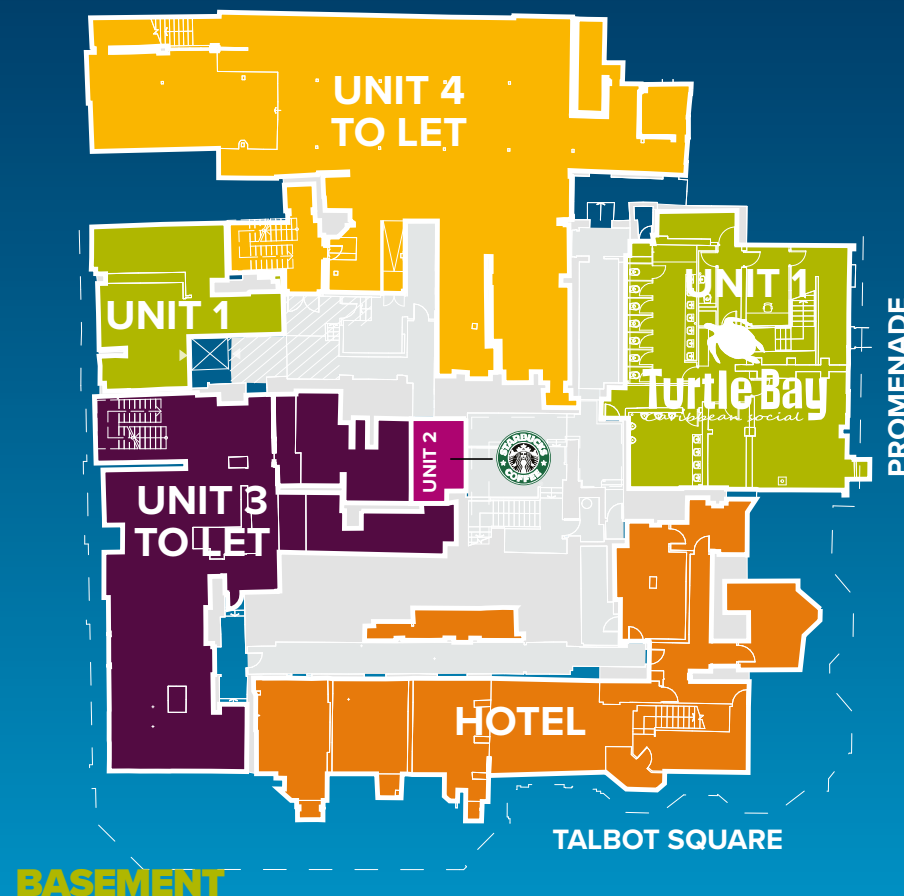 UNIT 4
TO LET
UNIT 1
UNIT 1
Turtle Bay
Caribbean social
PROMENADE
UNIT 2
STARBUCKS
COFFEE
UNIT 3
TO LET
HOTEL
TALBOT SQUARE
BASEMENT